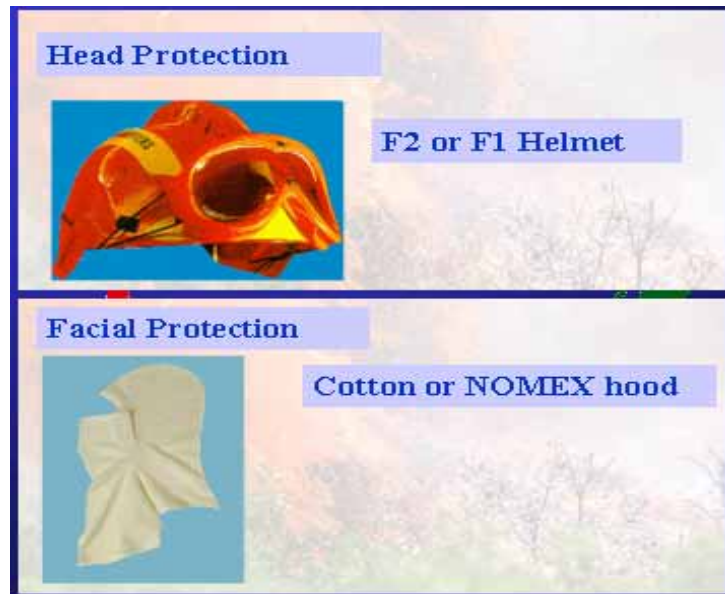 Head Protection
F2 or F1 Helmet
Facial Protection
Cotton or NOMEX hood